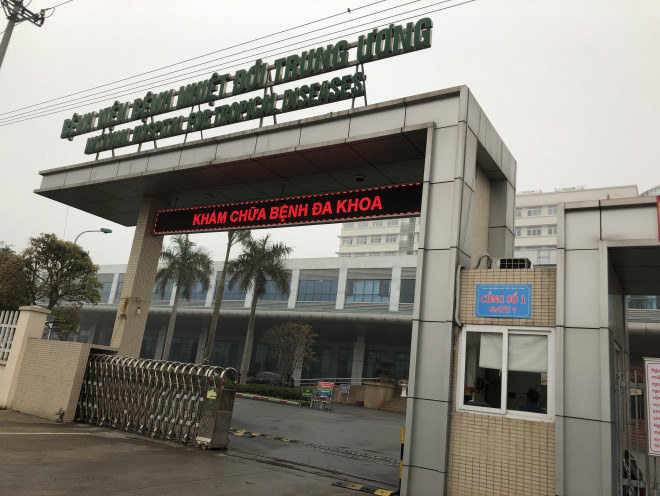 BỆNH VIỆN BỆNH NHIỆT ĐỚI TRUNG ƯƠNG
NATIONAL HOSPITAL FOR TROPICAL DISEASES
KHÁM CHỮA BỆNH ĐA KHOA
CỔNG SỐ 1
GATE 1